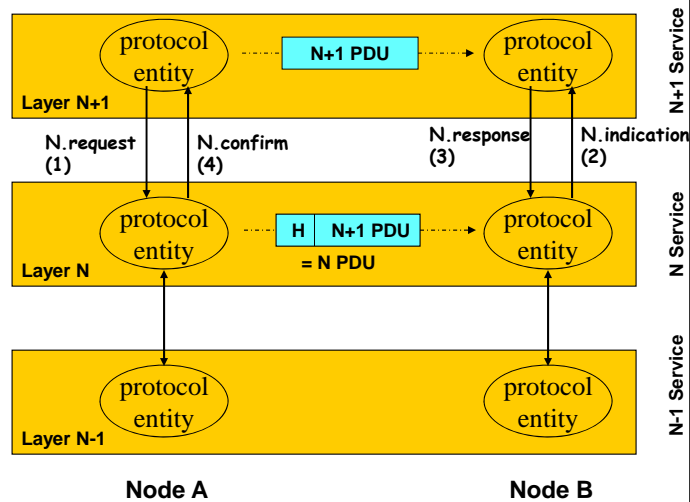 protocol
entity
N+1 PDU
protocol
entity
Layer N+1
N+1 Service
N.request
(1)
N.confirm
(4)
N.response
(3)
N.indication
(2)
protocol
entity
H N+1 PDU
= N PDU
protocol
entity
Layer N
N Service
protocol
entity
protocol
entity
Layer N-1
N-1 Service
Node A
Node B